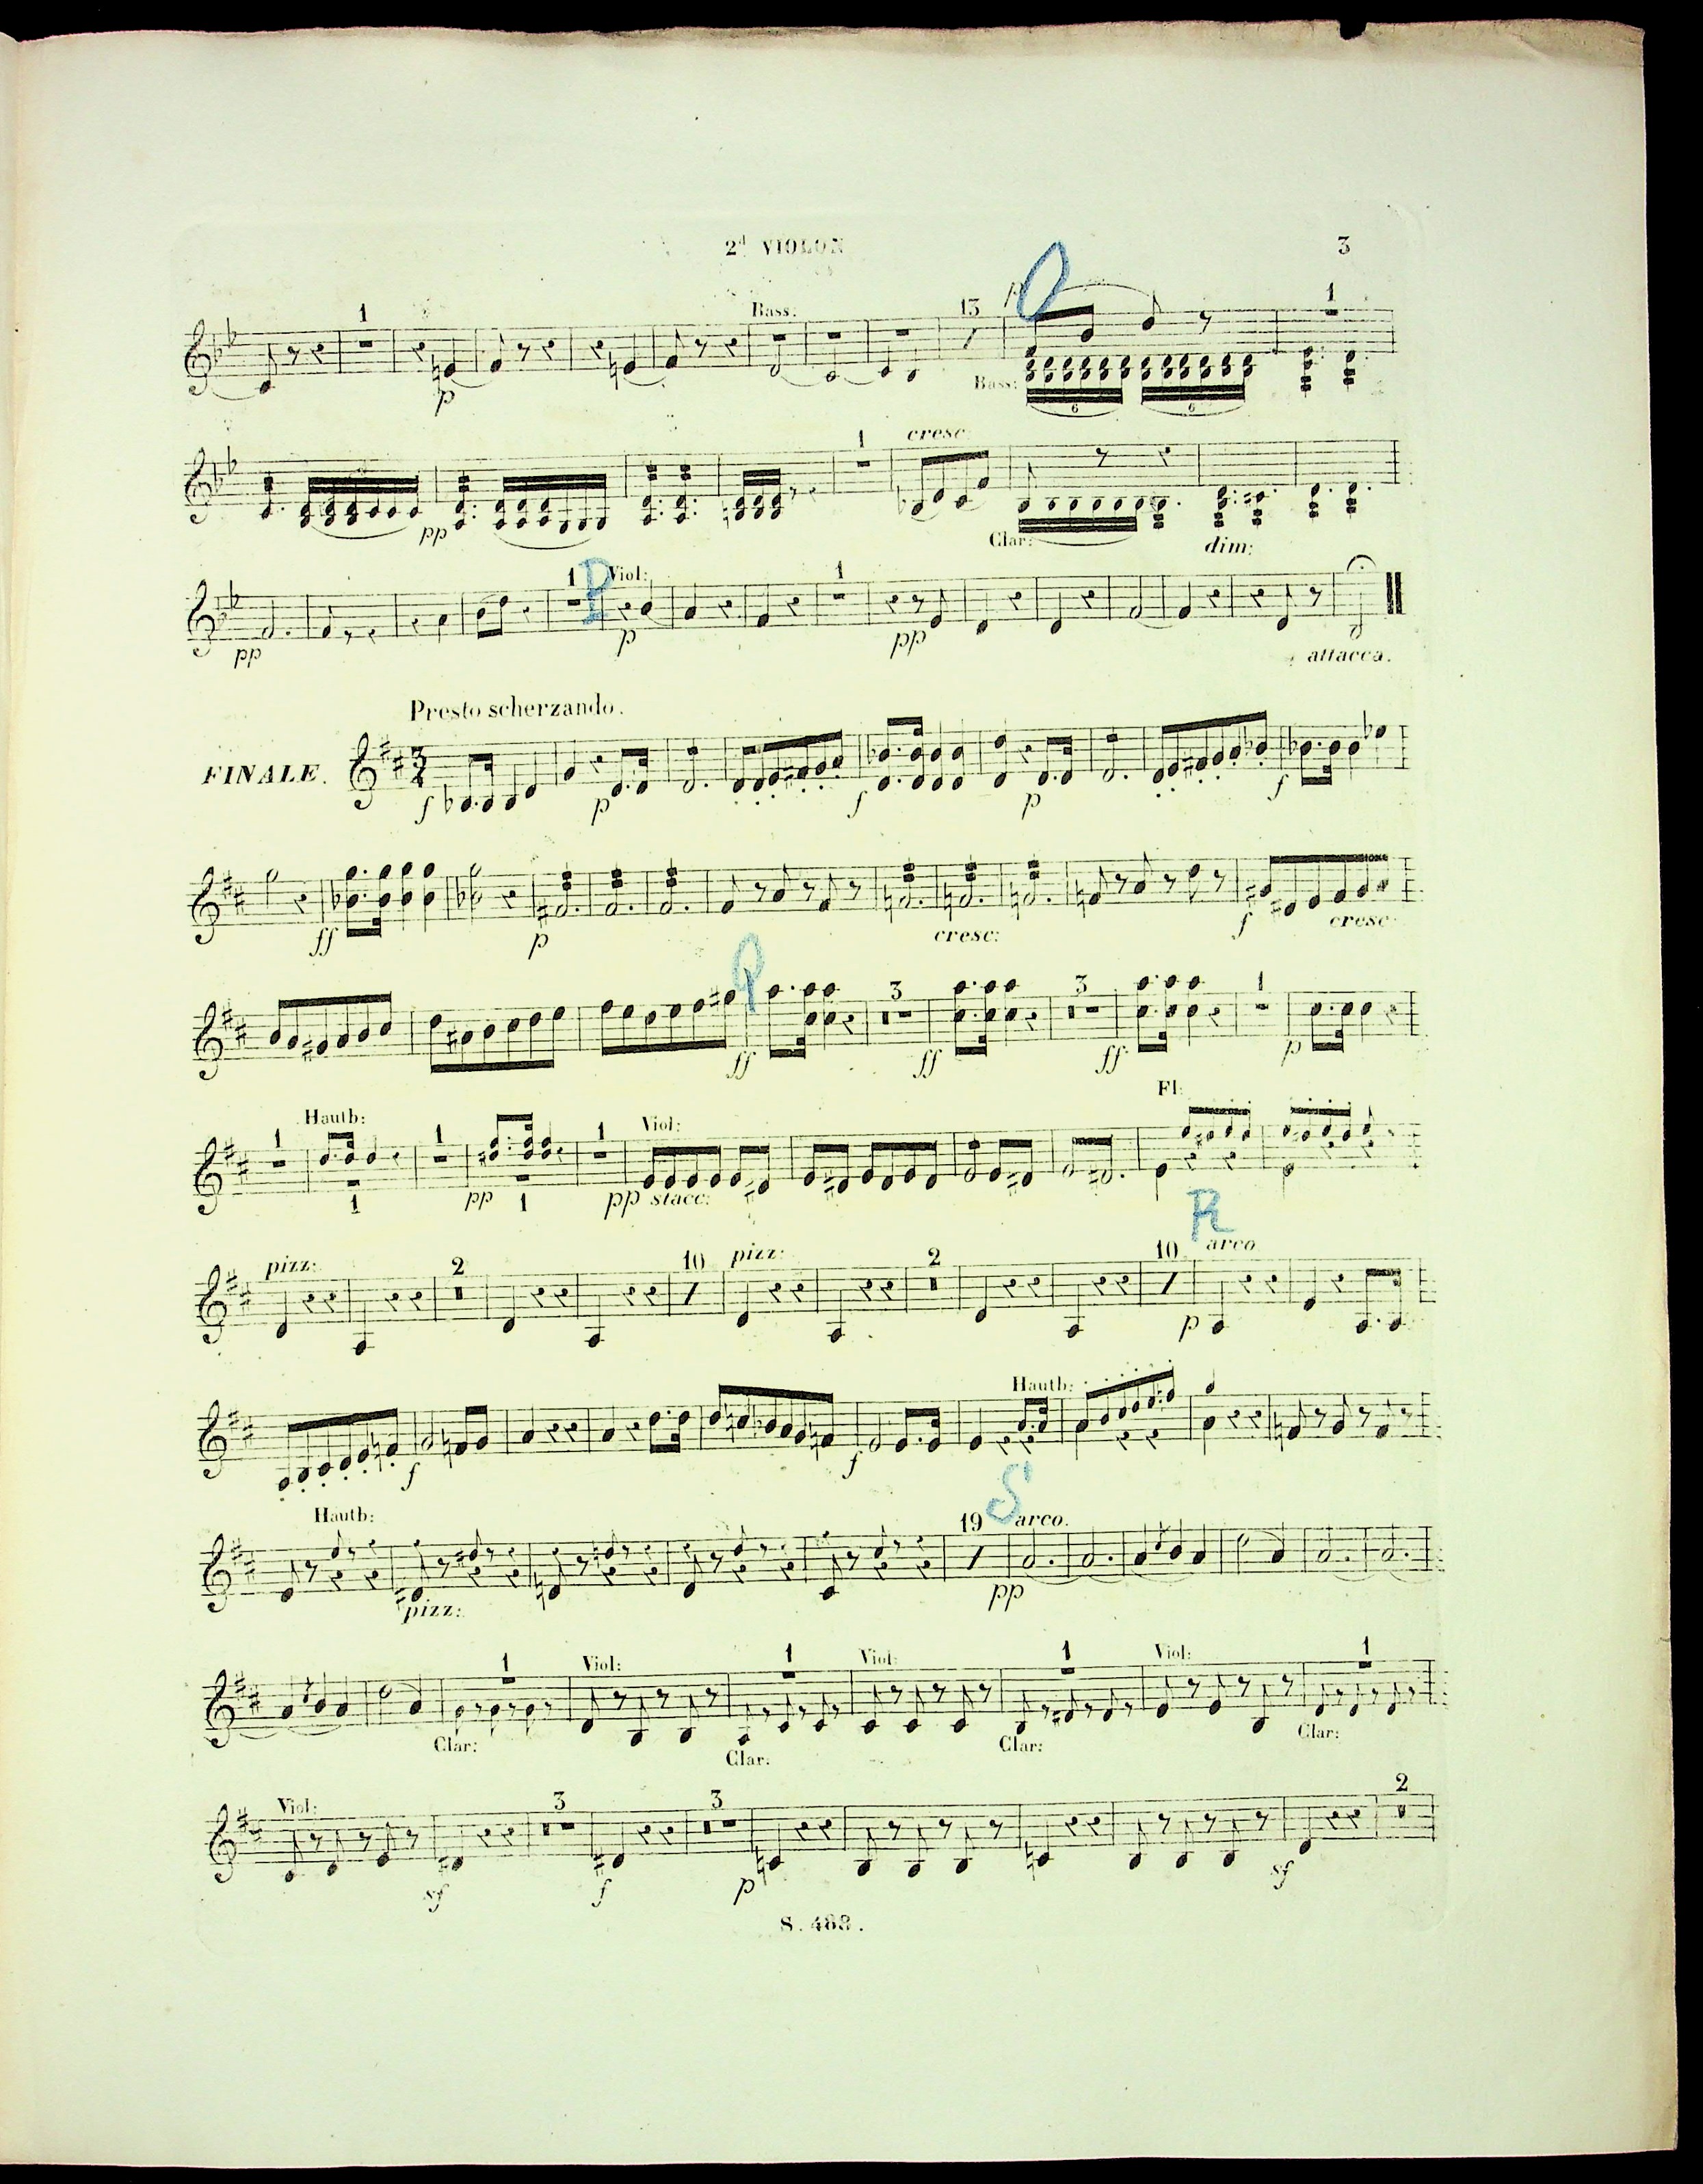 2d VIOLON 3
1 Bass: 13 O 1
p Bass: 6 6
1 cresc
pp Clar: dim:
1 P Viol: 1
pp p pp attacca.
Presto scherzando.
FINALE. 3 4
f p f p f
ff p cresc: f cresc
Q 3 3 1
ff ff ff p
Fl:
1 Hautb: 1 1 Viol:
1 pp 1 pp stacc:
R
pizz: 2 10 pizz: 2 10 arco
p
Hautb:
f f
Hautb: 19 S arco.
pizz: pp
1 Viol: 1 Viol: 1 Viol: 1
Clar: Clar: Clar: Clar:
Viol: 3 3 2
sf f p sf
S. 483.